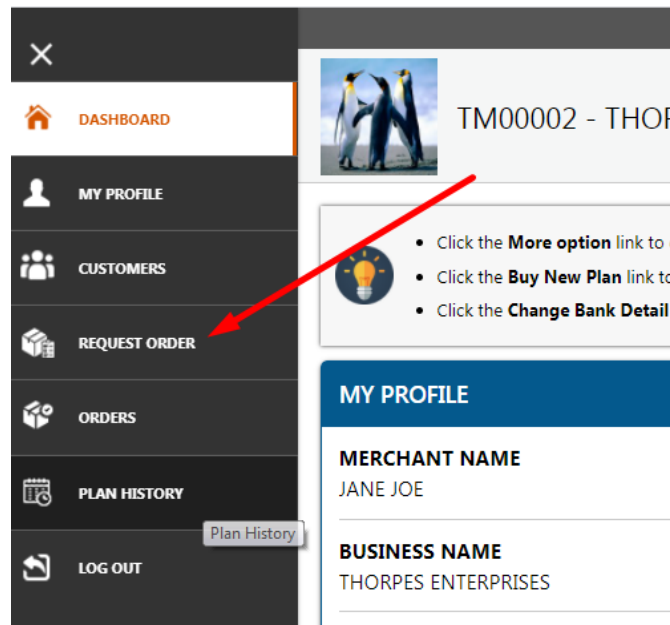 DASHBOARD
MY PROFILE
CUSTOMERS
REQUEST ORDER
ORDERS
PLAN HISTORY
Plan History
LOG OUT
TM00002 - THOR
Click the More option link to
Click the Buy New Plan link to
Click the Change Bank Detail
MY PROFILE
MERCHANT NAME
JANE JOE
BUSINESS NAME
THORPES ENTERPRISES